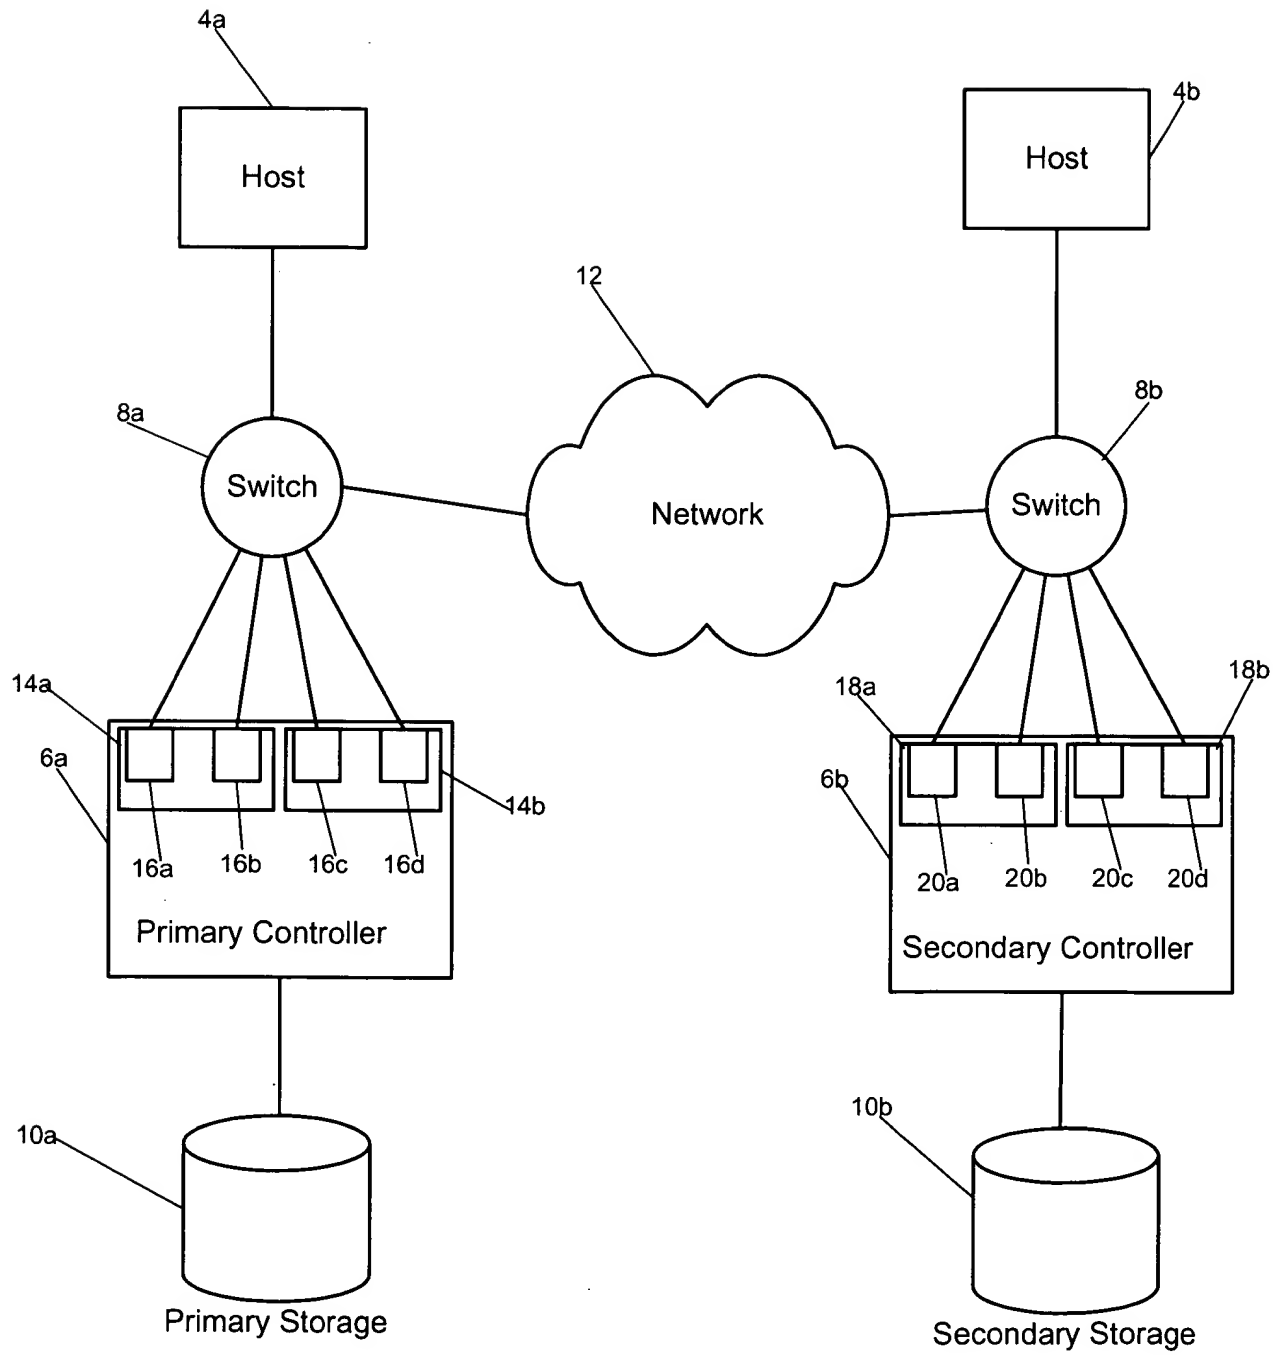 4a
4b
Host
Host
12
8a
8b
Switch
Network
Switch
14a
18a
18b
6a
6b
14b
16a
16b
16c
16d
20a
20b
20c
20d
Primary Controller
Secondary Controller
10a
10b
Primary Storage
Secondary Storage